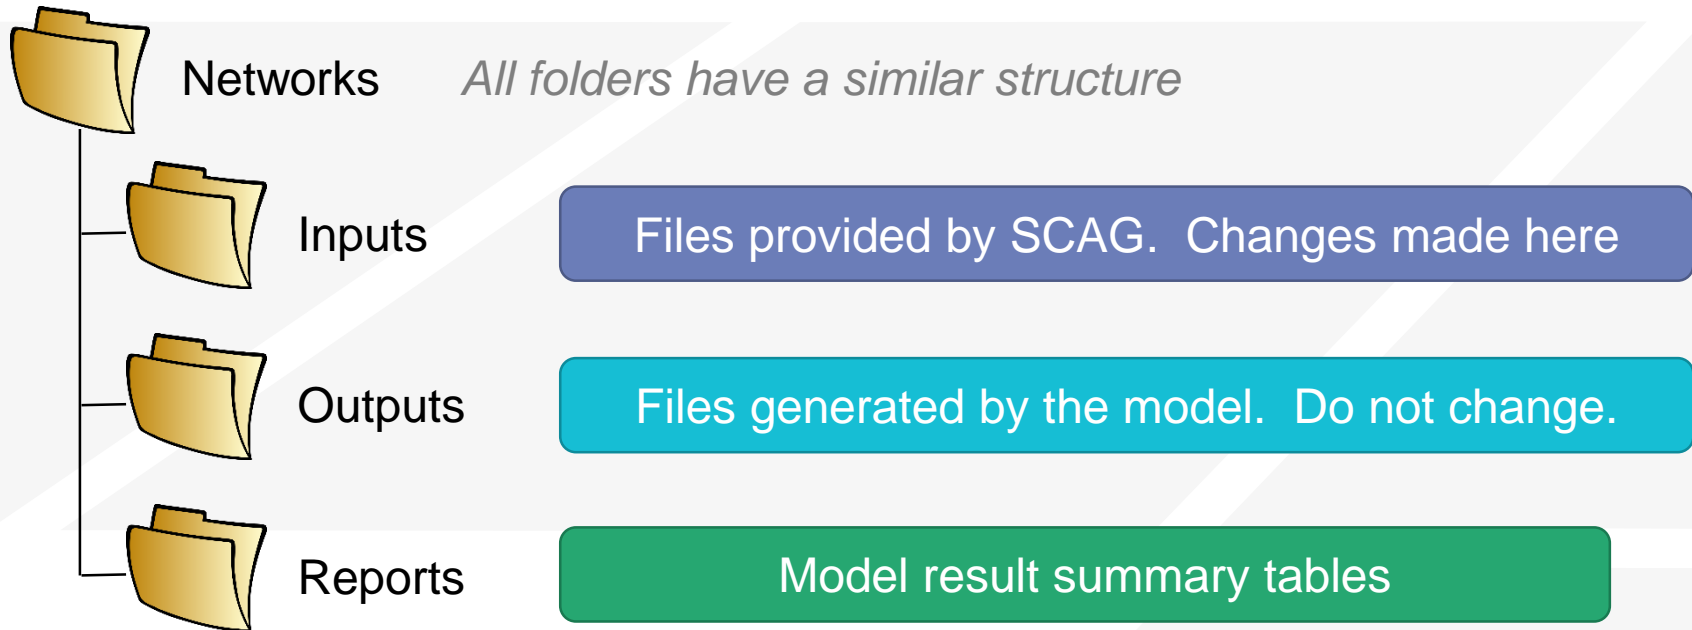 Networks All folders have a similar structure
Inputs Files provided by SCAG.  Changes made here
Outputs Files generated by the model.  Do not change.
Reports Model result summary tables